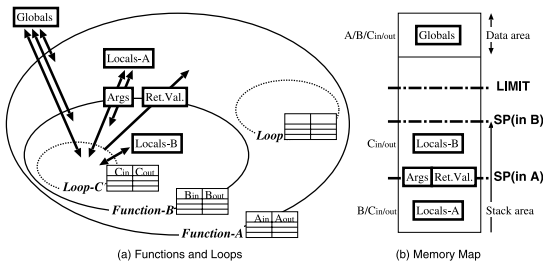 Globals
Locals-A
Args Ret.Val.
Loop
Locals-B
Cin Cout
Loop-C
Bin Bout
Function-B
Ain Aout
Function-A
(a) Functions and Loops
A/B/Cin/out Globals Data area
LIMIT
SP(in B)
Cin/out Locals-B
Args Ret.Val. SP(in A)
B/Cin/out Locals-A Stack area
(b) Memory Map